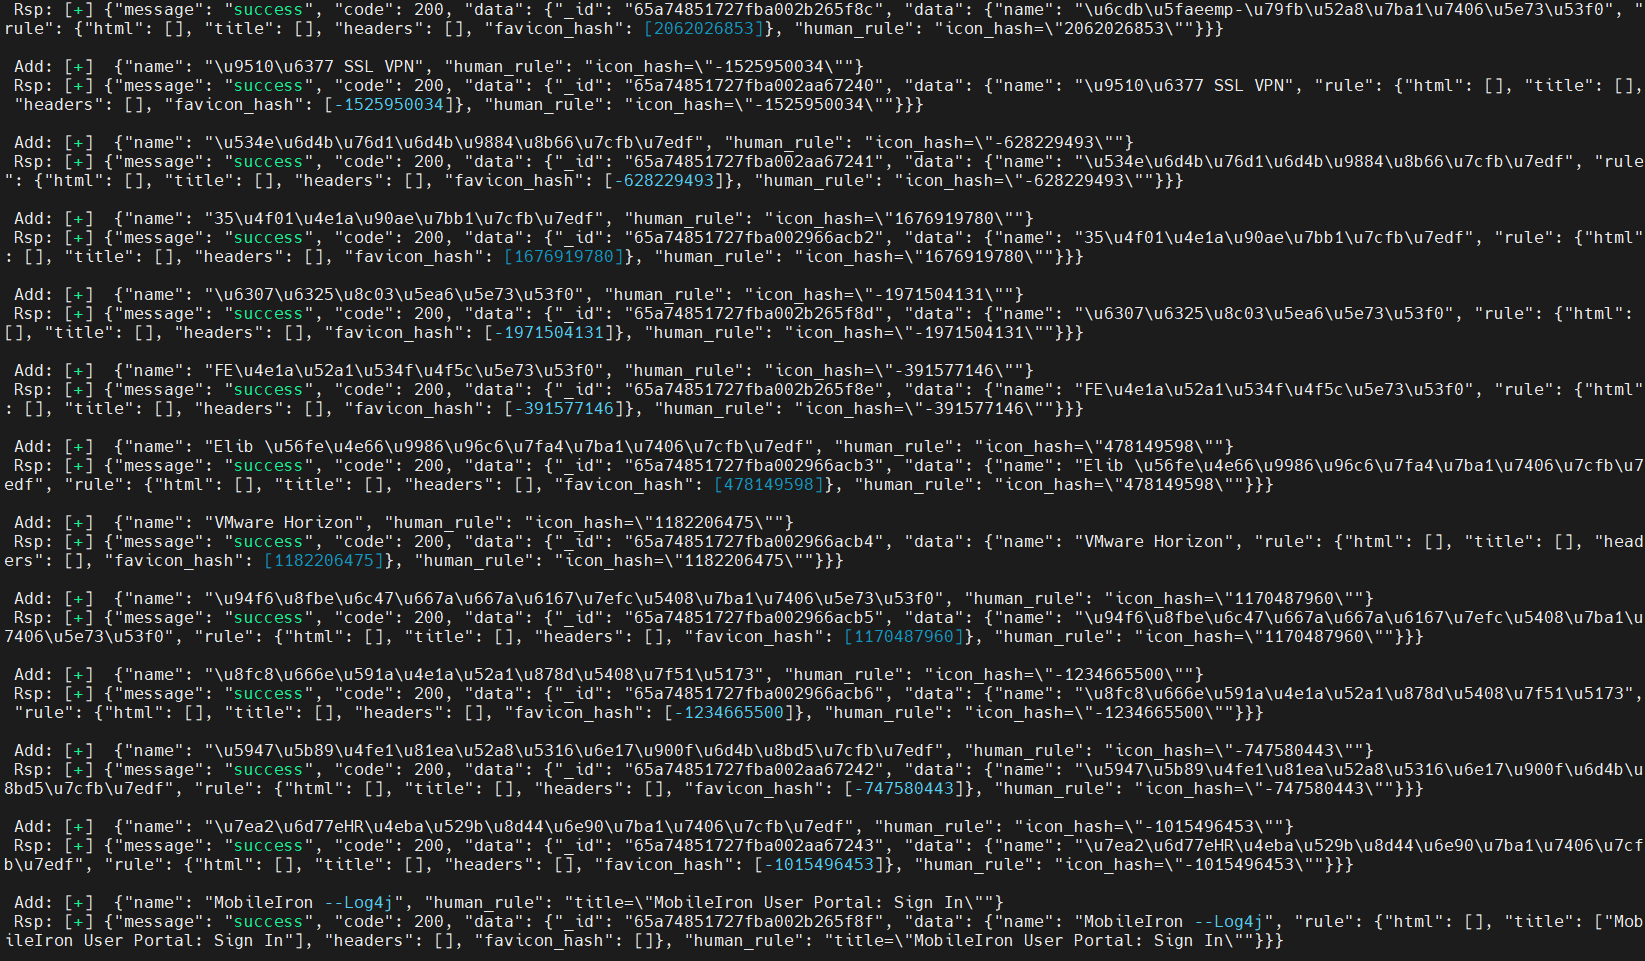 Rsp: [+] {"message": "success", "code": 200, "data": {"_id": "65a74851727fba002b265f8c", "data": {"name": "\u6cdb\u5faeemp-\u79fb\u52a8\u7ba1\u7406\u5e73\u53f0", "
rule": {"html": [], "title": [], "headers": [], "favicon_hash": [2062026853]}, "human_rule": "icon_hash=\"2062026853\""}}}
Add: [+]  {"name": "\u9510\u6377 SSL VPN", "human_rule": "icon_hash=\"-1525950034\""}
Rsp: [+] {"message": "success", "code": 200, "data": {"_id": "65a74851727fba002aa67240", "data": {"name": "\u9510\u6377 SSL VPN", "rule": {"html": [], "title": [],
"headers": [], "favicon_hash": [-1525950034]}, "human_rule": "icon_hash=\"-1525950034\""}}}
Add: [+]  {"name": "\u534e\u6d4b\u76d1\u6d4b\u9884\u8b66\u7cfb\u7edf", "human_rule": "icon_hash=\"-628229493\""}
Rsp: [+] {"message": "success", "code": 200, "data": {"_id": "65a74851727fba002aa67241", "data": {"name": "\u534e\u6d4b\u76d1\u6d4b\u9884\u8b66\u7cfb\u7edf", "rule
": {"html": [], "title": [], "headers": [], "favicon_hash": [-628229493]}, "human_rule": "icon_hash=\"-628229493\""}}}
Add: [+]  {"name": "35\u4f01\u4e1a\u90ae\u7bb1\u7cfb\u7edf", "human_rule": "icon_hash=\"1676919780\""}
Rsp: [+] {"message": "success", "code": 200, "data": {"_id": "65a74851727fba002966acb2", "data": {"name": "35\u4f01\u4e1a\u90ae\u7bb1\u7cfb\u7edf", "rule": {"html"
: [], "title": [], "headers": [], "favicon_hash": [1676919780]}, "human_rule": "icon_hash=\"1676919780\""}}}
Add: [+]  {"name": "\u6307\u6325\u8c03\u5ea6\u5e73\u53f0", "human_rule": "icon_hash=\"-1971504131\""}
Rsp: [+] {"message": "success", "code": 200, "data": {"_id": "65a74851727fba002b265f8d", "data": {"name": "\u6307\u6325\u8c03\u5ea6\u5e73\u53f0", "rule": {"html":
[], "title": [], "headers": [], "favicon_hash": [-1971504131]}, "human_rule": "icon_hash=\"-1971504131\""}}}
Add: [+]  {"name": "FE\u4e1a\u52a1\u534f\u4f5c\u5e73\u53f0", "human_rule": "icon_hash=\"-391577146\""}
Rsp: [+] {"message": "success", "code": 200, "data": {"_id": "65a74851727fba002b265f8e", "data": {"name": "FE\u4e1a\u52a1\u534f\u4f5c\u5e73\u53f0", "rule": {"html"
: [], "title": [], "headers": [], "favicon_hash": [-391577146]}, "human_rule": "icon_hash=\"-391577146\""}}}
Add: [+]  {"name": "Elib \u56fe\u4e66\u9986\u96c6\u7fa4\u7ba1\u7406\u7cfb\u7edf", "human_rule": "icon_hash=\"478149598\""}
Rsp: [+] {"message": "success", "code": 200, "data": {"_id": "65a74851727fba002966acb3", "data": {"name": "Elib \u56fe\u4e66\u9986\u96c6\u7fa4\u7ba1\u7406\u7cfb\u7
edf", "rule": {"html": [], "title": [], "headers": [], "favicon_hash": [478149598]}, "human_rule": "icon_hash=\"478149598\""}}}
Add: [+]  {"name": "VMware Horizon", "human_rule": "icon_hash=\"1182206475\""}
Rsp: [+] {"message": "success", "code": 200, "data": {"_id": "65a74851727fba002966acb4", "data": {"name": "VMware Horizon", "rule": {"html": [], "title": [], "head
ers": [], "favicon_hash": [1182206475]}, "human_rule": "icon_hash=\"1182206475\""}}}
Add: [+]  {"name": "\u94f6\u8fbe\u6c47\u667a\u667a\u6167\u7efc\u5408\u7ba1\u7406\u5e73\u53f0", "human_rule": "icon_hash=\"1170487960\""}
Rsp: [+] {"message": "success", "code": 200, "data": {"_id": "65a74851727fba002966acb5", "data": {"name": "\u94f6\u8fbe\u6c47\u667a\u667a\u6167\u7efc\u5408\u7ba1\u
7406\u5e73\u53f0", "rule": {"html": [], "title": [], "headers": [], "favicon_hash": [1170487960]}, "human_rule": "icon_hash=\"1170487960\""}}}
Add: [+]  {"name": "\u8fc8\u666e\u591a\u4e1a\u52a1\u878d\u5408\u7f51\u5173", "human_rule": "icon_hash=\"-1234665500\""}
Rsp: [+] {"message": "success", "code": 200, "data": {"_id": "65a74851727fba002966acb6", "data": {"name": "\u8fc8\u666e\u591a\u4e1a\u52a1\u878d\u5408\u7f51\u5173",
"rule": {"html": [], "title": [], "headers": [], "favicon_hash": [-1234665500]}, "human_rule": "icon_hash=\"-1234665500\""}}}
Add: [+]  {"name": "\u5947\u5b89\u4fe1\u81ea\u52a8\u5316\u6e17\u900f\u6d4b\u8bd5\u7cfb\u7edf", "human_rule": "icon_hash=\"-747580443\""}
Rsp: [+] {"message": "success", "code": 200, "data": {"_id": "65a74851727fba002aa67242", "data": {"name": "\u5947\u5b89\u4fe1\u81ea\u52a8\u5316\u6e17\u900f\u6d4b\u
8bd5\u7cfb\u7edf", "rule": {"html": [], "title": [], "headers": [], "favicon_hash": [-747580443]}, "human_rule": "icon_hash=\"-747580443\""}}}
Add: [+]  {"name": "\u7ea2\u6d77eHR\u4eba\u529b\u8d44\u6e90\u7ba1\u7406\u7cfb\u7edf", "human_rule": "icon_hash=\"-1015496453\""}
Rsp: [+] {"message": "success", "code": 200, "data": {"_id": "65a74851727fba002aa67243", "data": {"name": "\u7ea2\u6d77eHR\u4eba\u529b\u8d44\u6e90\u7ba1\u7406\u7cf
b\u7edf", "rule": {"html": [], "title": [], "headers": [], "favicon_hash": [-1015496453]}, "human_rule": "icon_hash=\"-1015496453\""}}}
Add: [+]  {"name": "MobileIron --Log4j", "human_rule": "title=\"MobileIron User Portal: Sign In\""}
Rsp: [+] {"message": "success", "code": 200, "data": {"_id": "65a74851727fba002b265f8f", "data": {"name": "MobileIron --Log4j", "rule": {"html": [], "title": ["Mob
ileIron User Portal: Sign In"], "headers": [], "favicon_hash": []}, "human_rule": "title=\"MobileIron User Portal: Sign In\""}}}